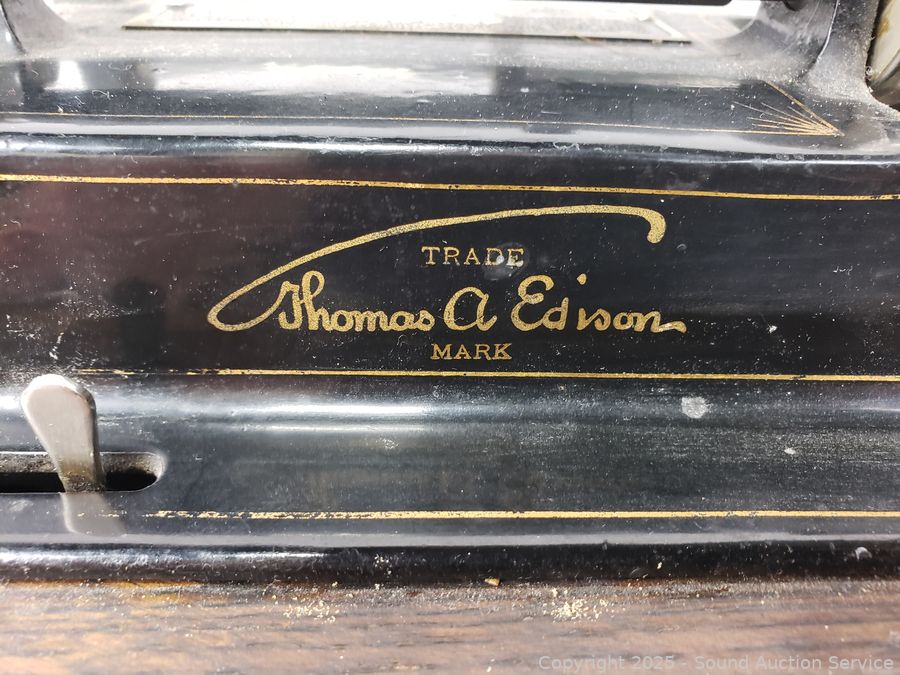 TRADE
Thomas A Edison
MARK
Copyright 2025 - Sound Auction Service